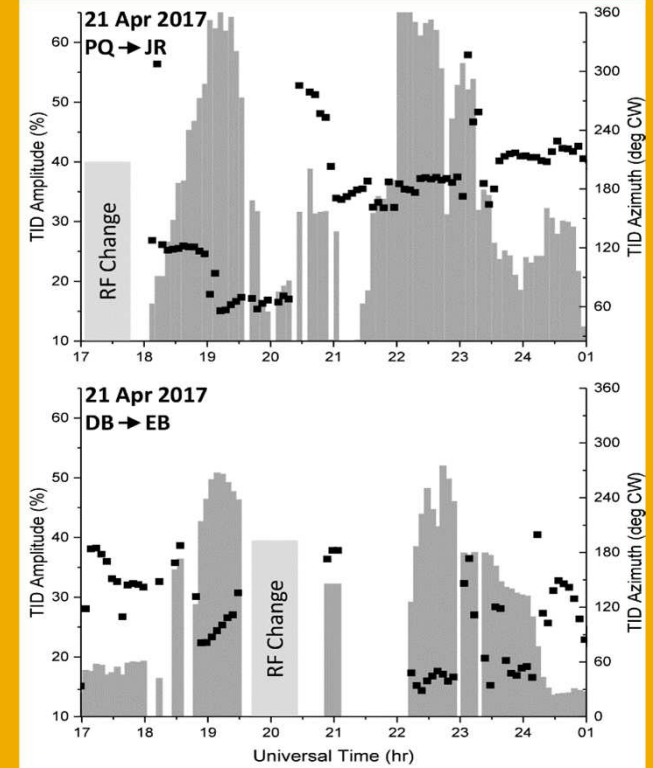 21 Apr 2017
PQ → JR
TID Amplitude (%)
60
50
40
30
20
10
RF Change
360
300
240
180
120
60
TID Azimuth (deg CW)
17 18 19 20 21 22 23 24 01
21 Apr 2017
DB → EB
TID Amplitude (%)
60
50
40
30
20
10
RF Change
360
300
240
180
120
60
0
TID Azimuth (deg CW)
17 18 19 20 21 22 23 24 01
Universal Time (hr)